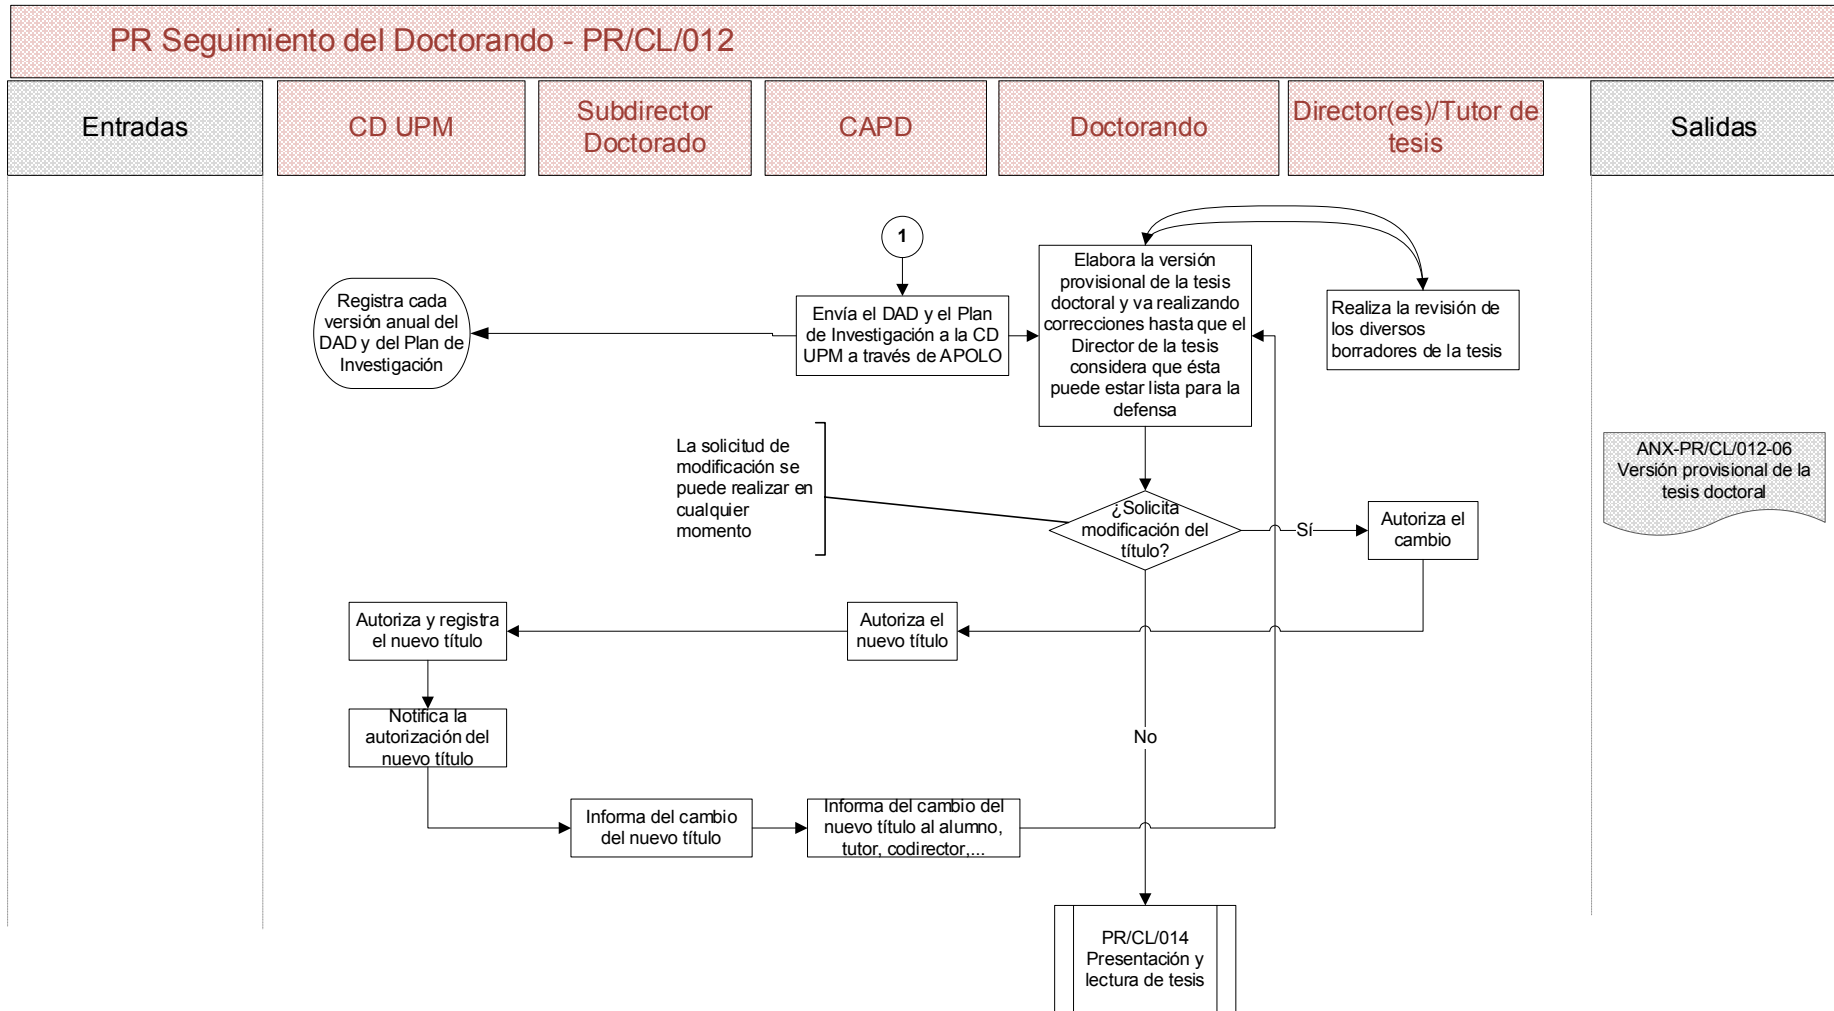 PR Seguimiento del Doctorando - PR/CL/012
Entradas
CD UPM
Subdirector
Doctorado
CAPD
Doctorando
Director(es)/Tutor de
tesis
Salidas
1
Registra cada
versión anual del
DAD y del Plan de
Investigación
Envía el DAD y el Plan
de Investigación a la CD
UPM a través de APOLO
Elabora la versión
provisional de la tesis
doctoral y va realizando
correcciones hasta que el
Director de la tesis
considera que ésta
puede estar lista para la
defensa
Realiza la revisión de
los diversos
borradores de la tesis
La solicitud de
modificación se
puede realizar en
cualquier
momento
¿Solicita
modificación del
título?
Sí
Autoriza el
cambio
ANX-PR/CL/012-06
Versión provisional de la
tesis doctoral
Autoriza y registra
el nuevo título
Autoriza el
nuevo título
Notifica la
autorización del
nuevo título
No
Informa del cambio
del nuevo título
Informa del cambio del
nuevo título al alumno,
tutor, codirector,...
PR/CL/014
Presentación y
lectura de tesis